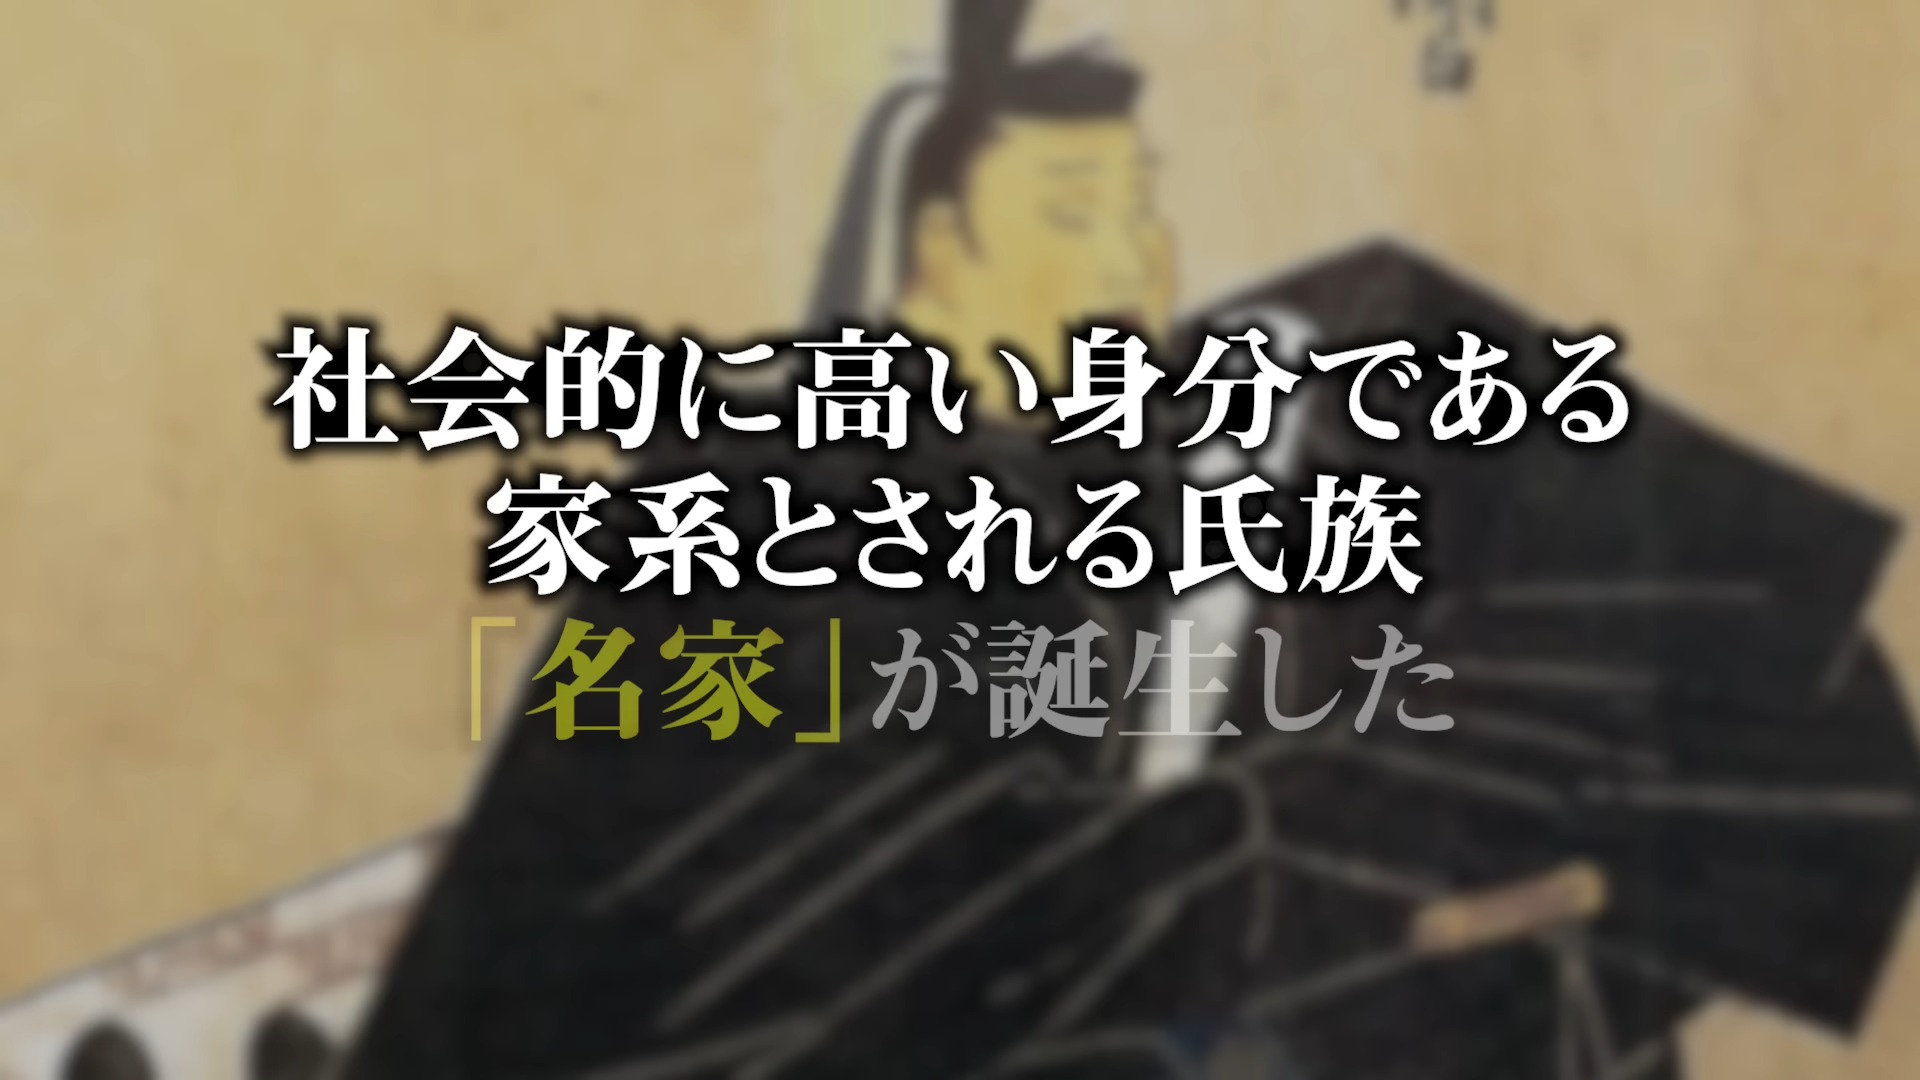 社会的に高い身分である
家系とされる氏族
「名家」が誕生した